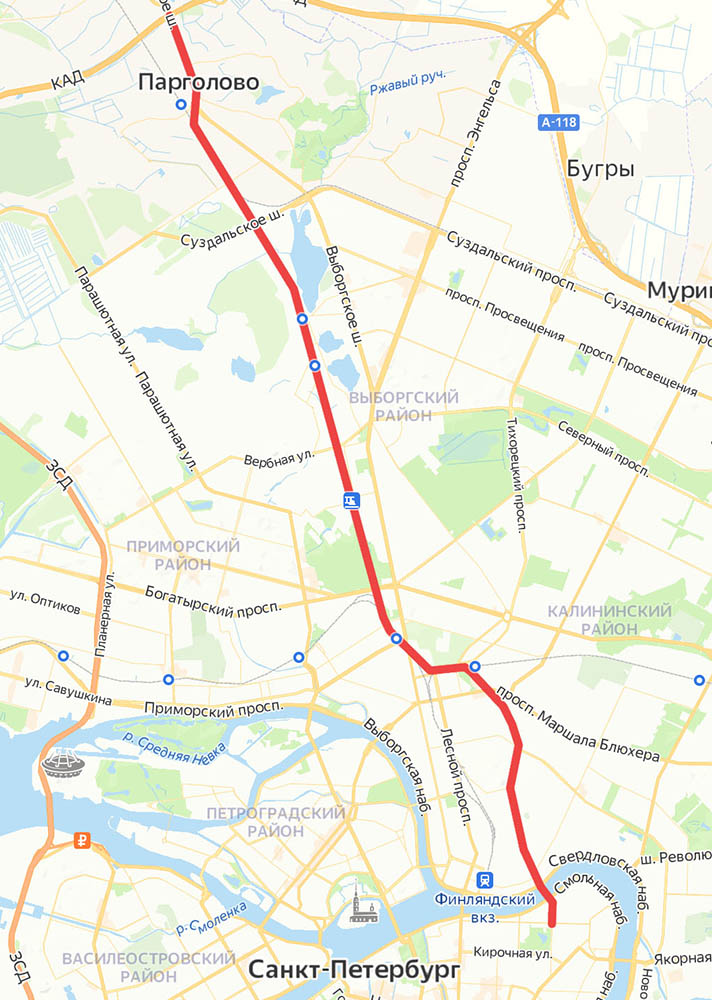 КАД
Парголово
Ржавый руч.
просп. Энгельса
А-118
Бугры
Суздальское ш.
Выборгское ш.
Суздальский просп.
Мурин
Суздальский про
Парашютная ул.
Парашютная ул.
просп. Просвещения
просп. Просвещения
ВЫБОРГСКИЙ
РАЙОН
Тихорецкий просп.
Северный просп.
Вербная ул.
ЗСД
ПРИМОРСКИЙ
РАЙОН
Планерная ул.
ул. Оптиков
Богатырский просп.
КАЛИНИНСКИЙ
РАЙОН
ул. Савушкина
Приморский просп.
просп. Маршала Блюхера
р. Средняя Невка
Выборгская наб.
Лесной просп.
ПЕТРОГРАДСКИЙ
РАЙОН
₽
Свердловская наб.
ш. Револю
Смольная наб.
Финляндский
вкз.
р. Смоленка
Кирочная ул.
Новг
Якорная
ВАСИЛЕОСТРОВСКИЙ
РАЙОН
ЗСД
Санкт-Петербург